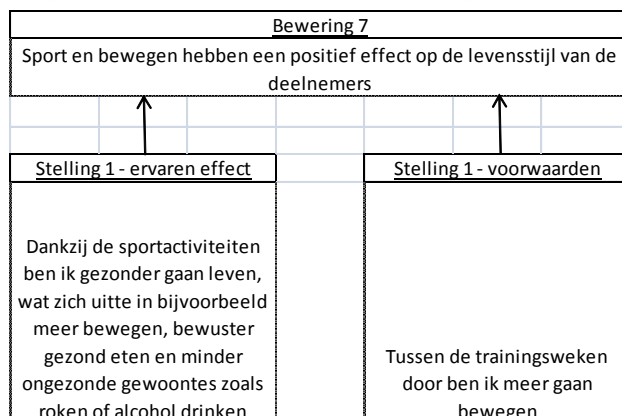 Bewering 7
Sport en bewegen hebben een positief effect op de levensstijl van de
deelnemers
Stelling 1 - ervaren effect
Dankzij de sportactiviteiten
ben ik gezonder gaan leven,
wat zich uitte in bijvoorbeeld
meer bewegen, bewuster
gezond eten en minder
ongezonde gewoontes zoals
roken of alcohol drinken
Stelling 1 - voorwaarden
Tussen de trainingsweken
door ben ik meer gaan
bewegen